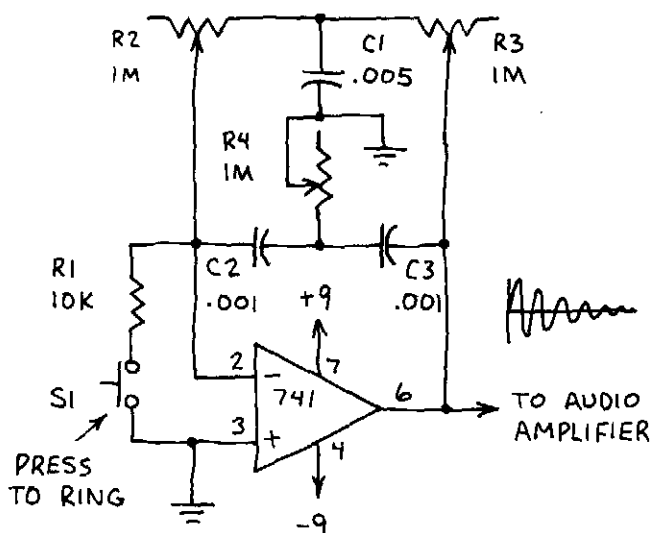 R2
1M
C1
.005
R3
1M
R4
1M
R1
10K
C2
.001
C3
.001
+9
2
7
-
741
6
3
+
4
-9
S1
PRESS
TO RING
TO AUDIO
AMPLIFIER